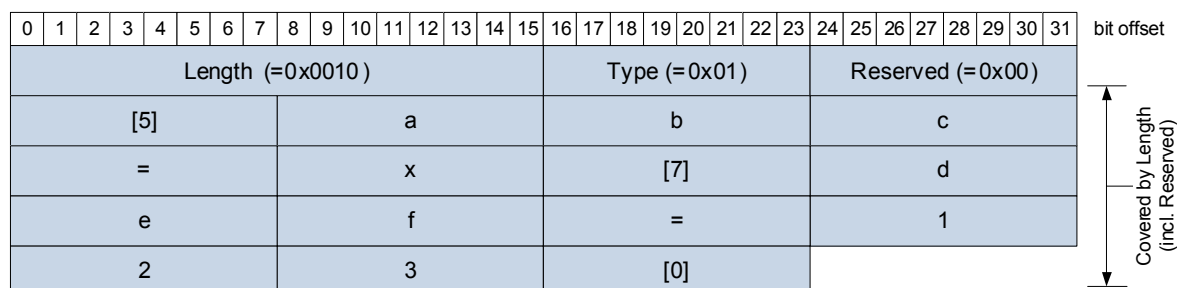 0 1 2 3 4 5 6 7 8 9 10 11 12 13 14 15 16 17 18 19 20 21 22 23 24 25 26 27 28 29 30 31 bit offset
Length (=0x0010) Type (=0x01) Reserved (=0x00)
[5] a b c
= x [7] d
e f = 1
2 3 [0]
Covered by Length
(incl. Reserved)